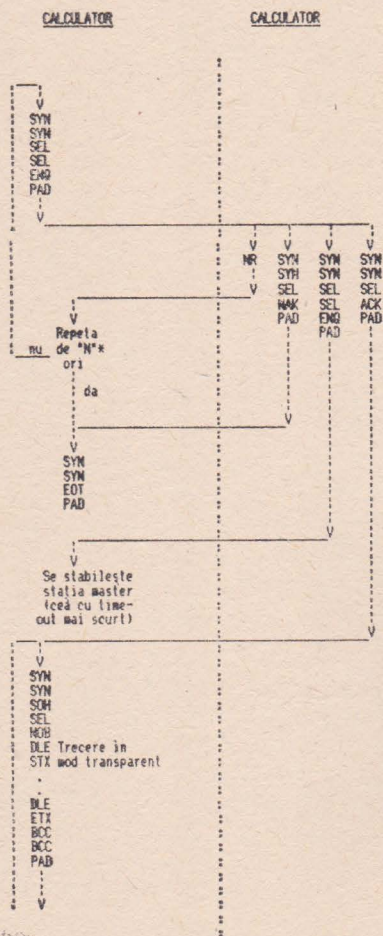 CALCULATOR CALCULATOR
SYN
SYN
SEL
SEL
ENQ
PAD
NR SYN SYN SYN
SYN SYN SYN
SEL SEL SEL
NAK SEL ACK
PAD ENQ PAD
PAD
Repeta
nu de "N"*
ori
da
SYN
SYN
EOT
PAD
Se stabileşte
staţia master
(cea cu time-
out mai scurt)
SYN
SYN
SOH
SEL
NOB
DLE Trecere in
STX mod transparent
.
.
DLE
ETX
BCC
BCC
PAD